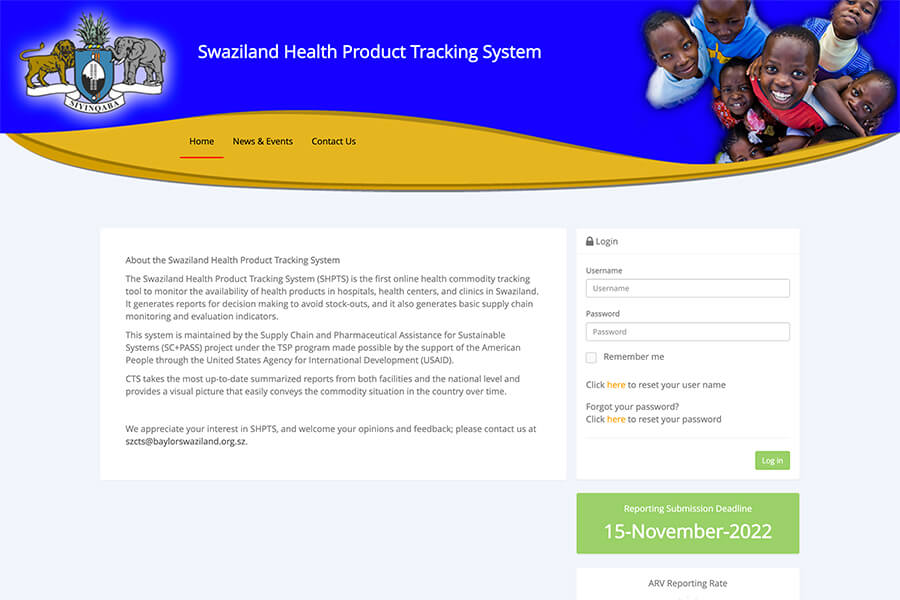 Swaziland Health Product Tracking System
SIYINQABA
Home News & Events Contact Us
About the Swaziland Health Product Tracking System
The Swaziland Health Product Tracking System (SHPTS) is the first online health commodity tracking
tool to monitor the availability of health products in hospitals, health centers, and clinics in Swaziland.
It generates reports for decision making to avoid stock-outs, and it also generates basic supply chain
monitoring and evaluation indicators.
This system is maintained by the Supply Chain and Pharmaceutical Assistance for Sustainable
Systems (SC+PASS) project under the TSP program made possible by the support of the American
People through the United States Agency for International Development (USAID).
CTS takes the most up-to-date summarized reports from both facilities and the national level and
provides a visual picture that easily conveys the commodity situation in the country over time.
We appreciate your interest in SHPTS, and welcome your opinions and feedback; please contact us at
szcts@baylorswaziland.org.sz.
Login
Username
Username
Password
Password
Remember me
Click here to reset your user name
Forgot your password?
Click here to reset your password
Log in
Reporting Submission Deadline
15-November-2022
ARV Reporting Rate